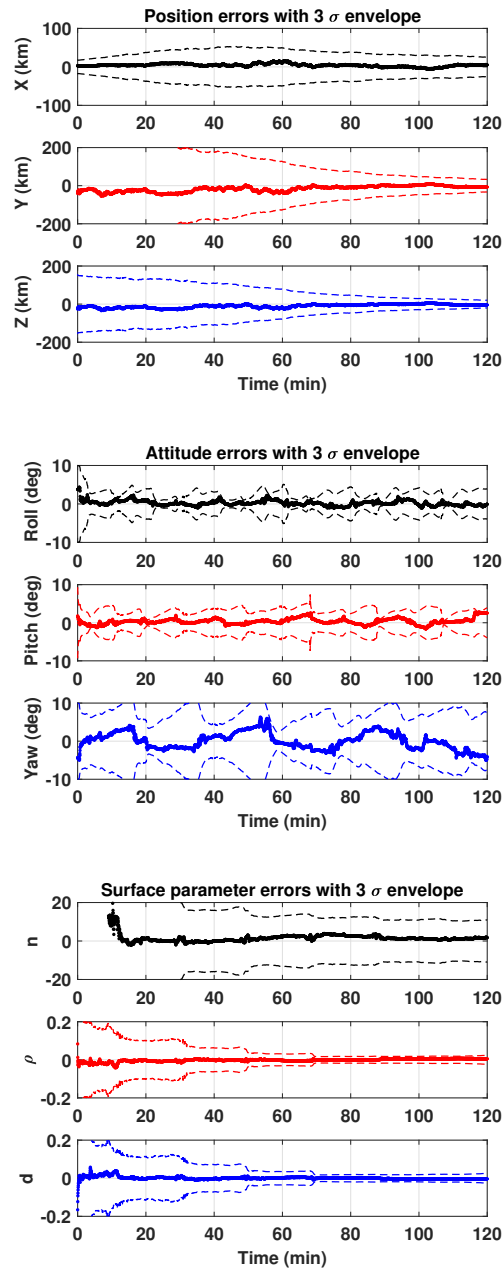 Position errors with 3 σ envelope
100
0
-100
X (km)
0 20 40 60 80 100 120
200
0
-200
Y (km)
0 20 40 60 80 100 120
200
0
-200
Z (km)
0 20 40 60 80 100 120
Time (min)
Attitude errors with 3 σ envelope
10
0
-10
Roll (deg)
0 20 40 60 80 100 120
10
0
-10
Pitch (deg)
0 20 40 60 80 100 120
10
0
-10
Yaw (deg)
0 20 40 60 80 100 120
Time (min)
Surface parameter errors with 3 σ envelope
20
0
-20
n
0 20 40 60 80 100 120
0.2
0
-0.2
ρ
0 20 40 60 80 100 120
0.2
0
-0.2
d
0 20 40 60 80 100 120
Time (min)